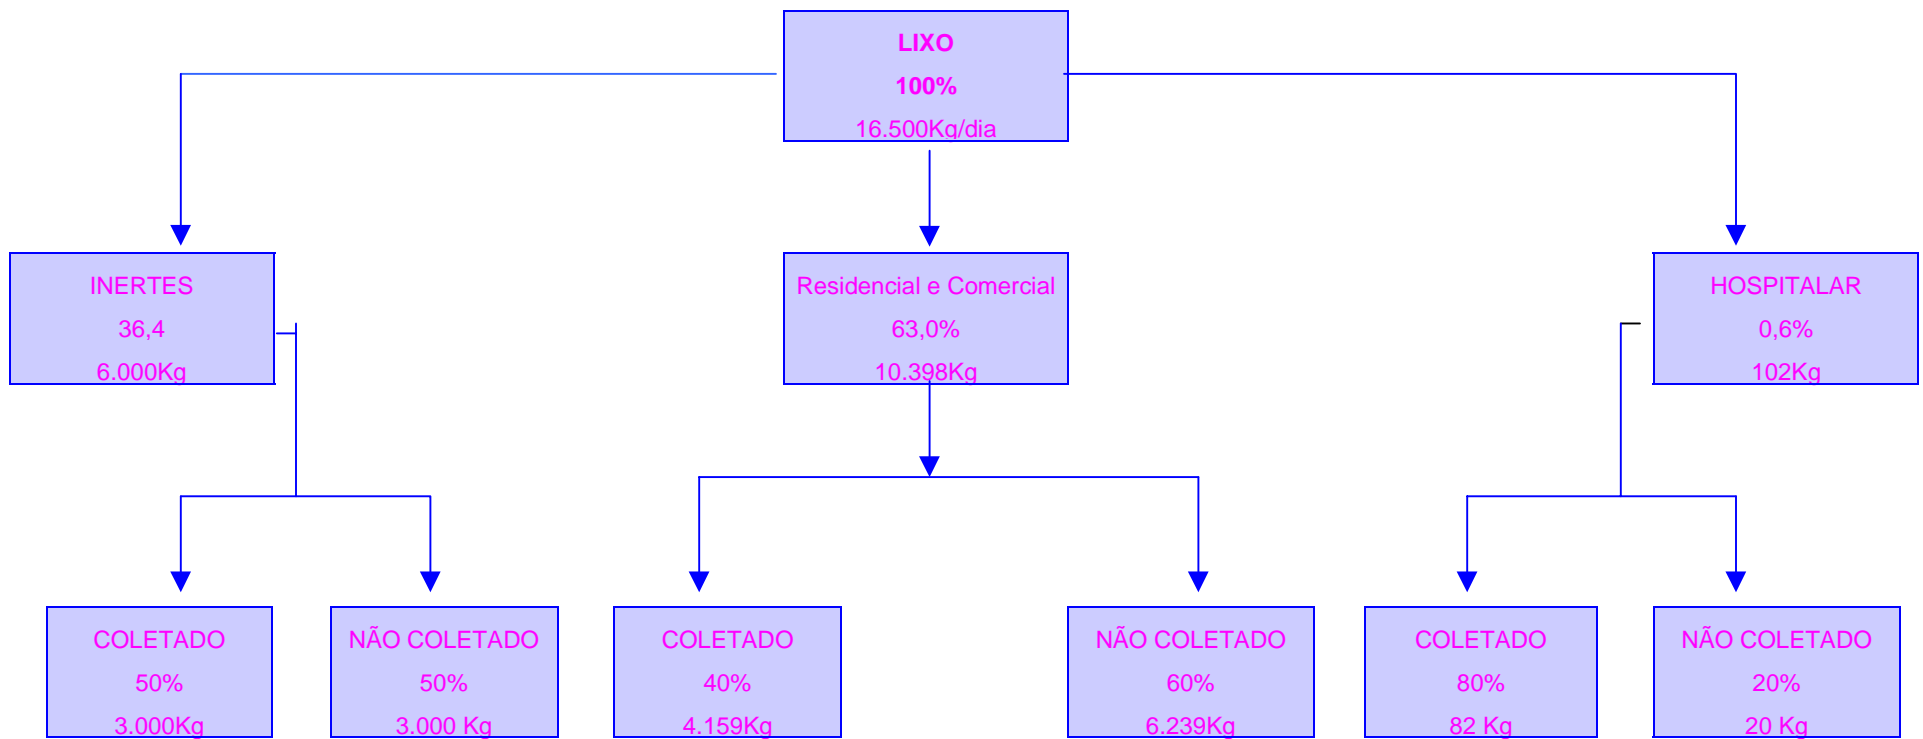 LIXO
100%
16.500Kg/dia
INERTES
36,4
6.000Kg
Residencial e Comercial
63,0%
10.398Kg
HOSPITALAR
0,6%
102Kg
COLETADO
50%
3.000Kg
NÃO COLETADO
50%
3.000 Kg
COLETADO
40%
4.159Kg
NÃO COLETADO
60%
6.239Kg
COLETADO
80%
82 Kg
NÃO COLETADO
20%
20 Kg